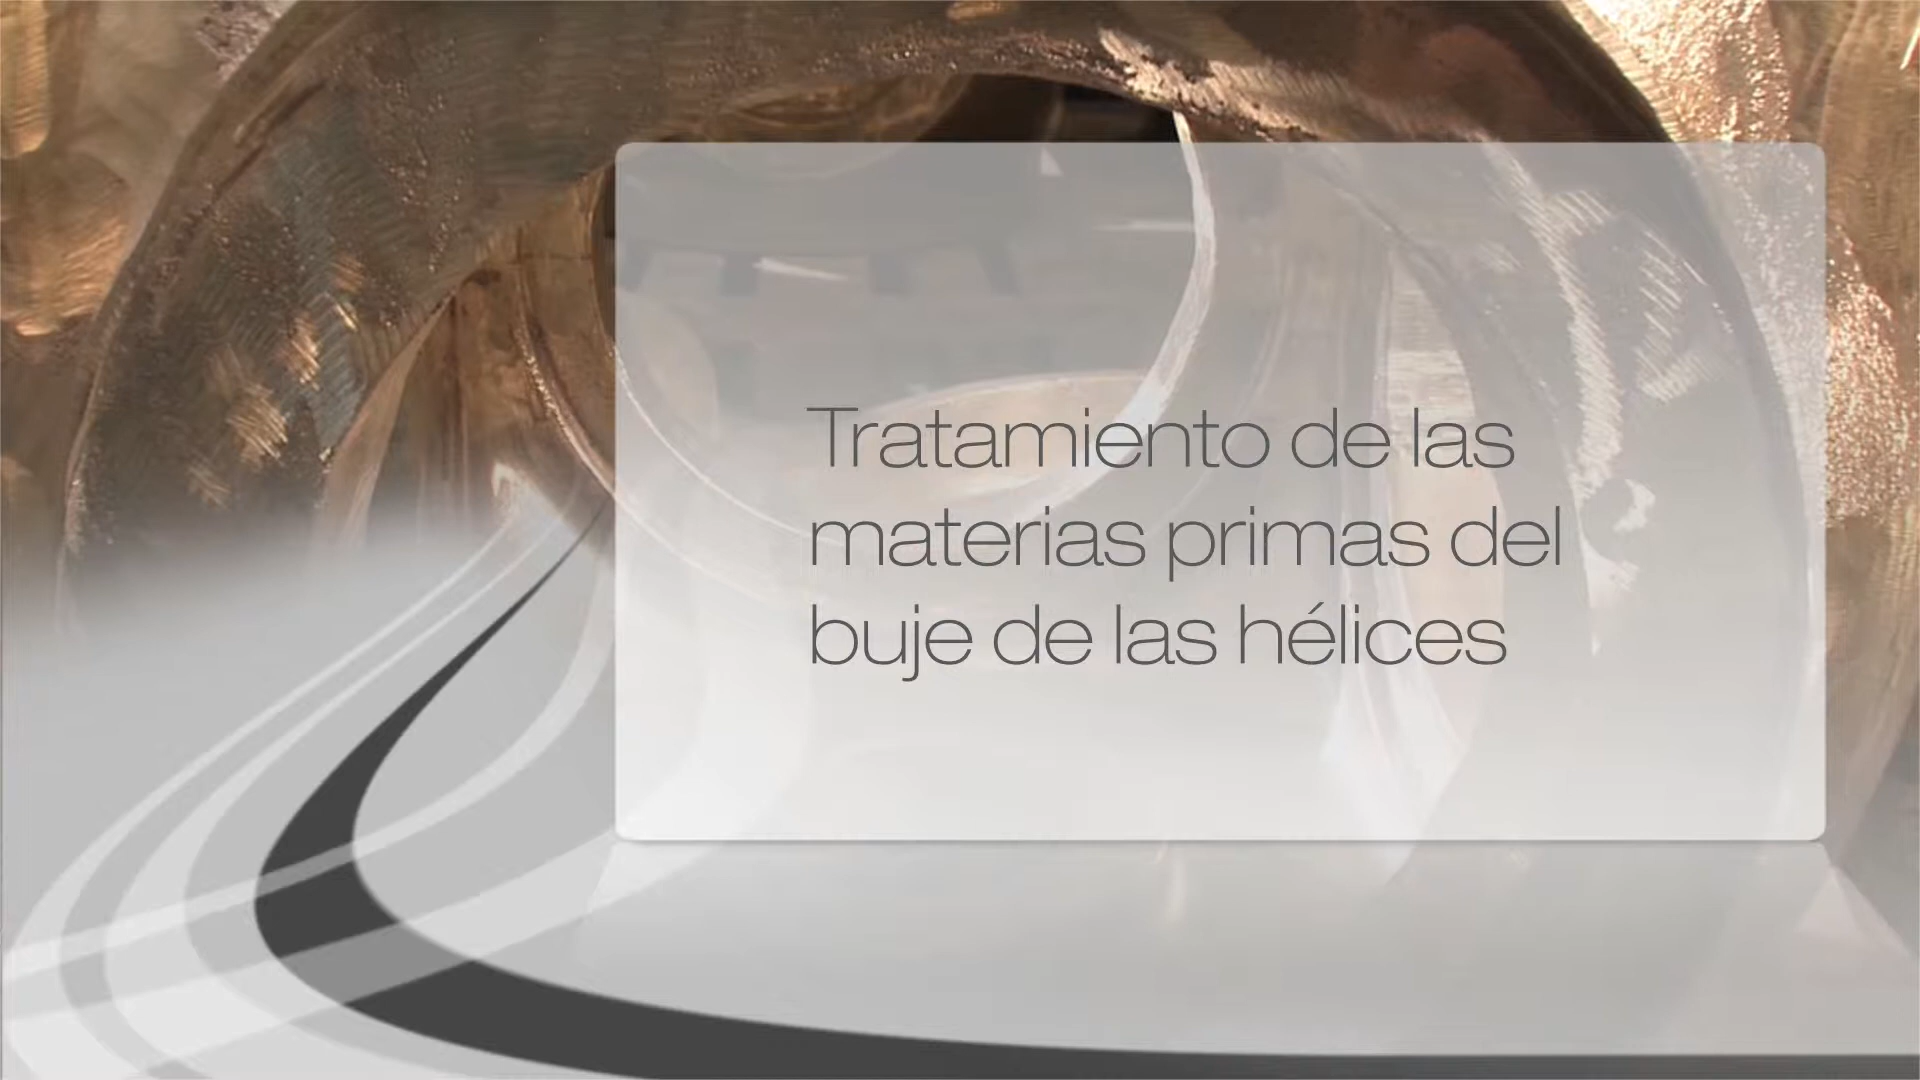 Tratamiento de las
materias primas del
buje de las hélices